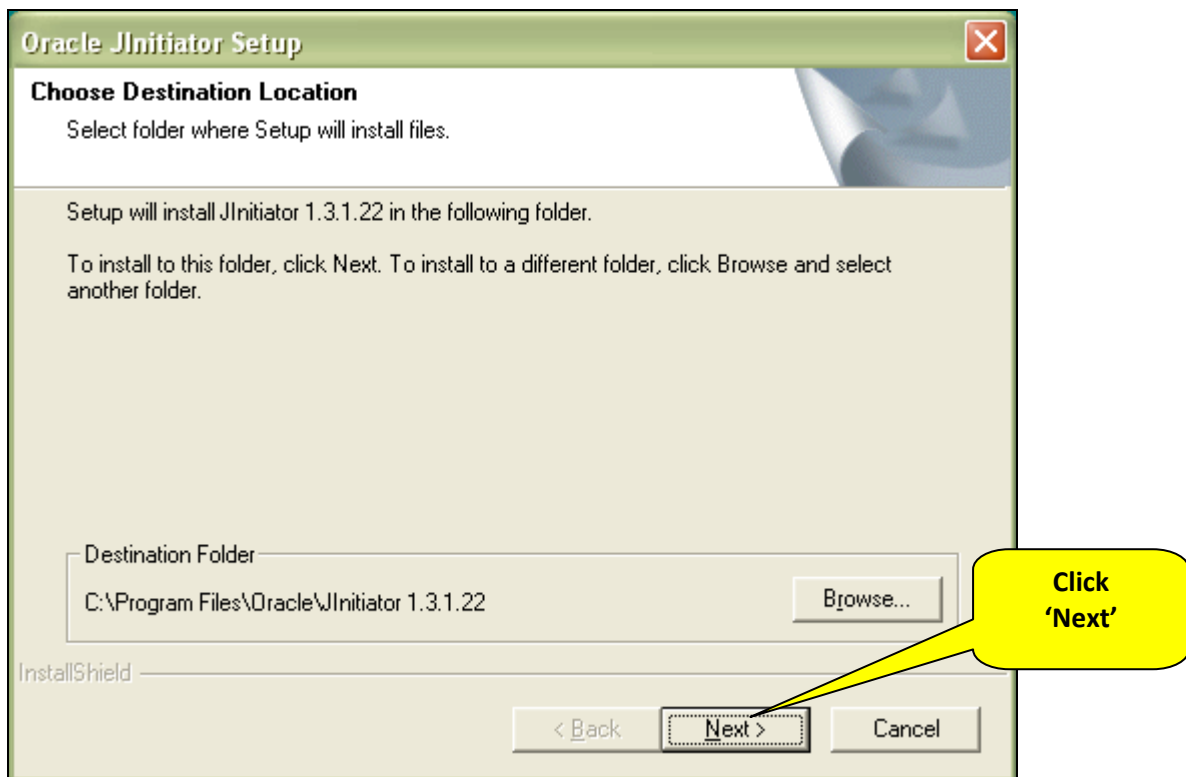 Oracle JInitiator Setup
Choose Destination Location
Select folder where Setup will install files.
Setup will install JInitiator 1.3.1.22 in the following folder.
To install to this folder, click Next. To install to a different folder, click Browse and select
another folder.
Destination Folder
C:\Program Files\Oracle\JInitiator 1.3.1.22
Browse...
Click
‘Next’
InstallShield
< Back
Next >
Cancel